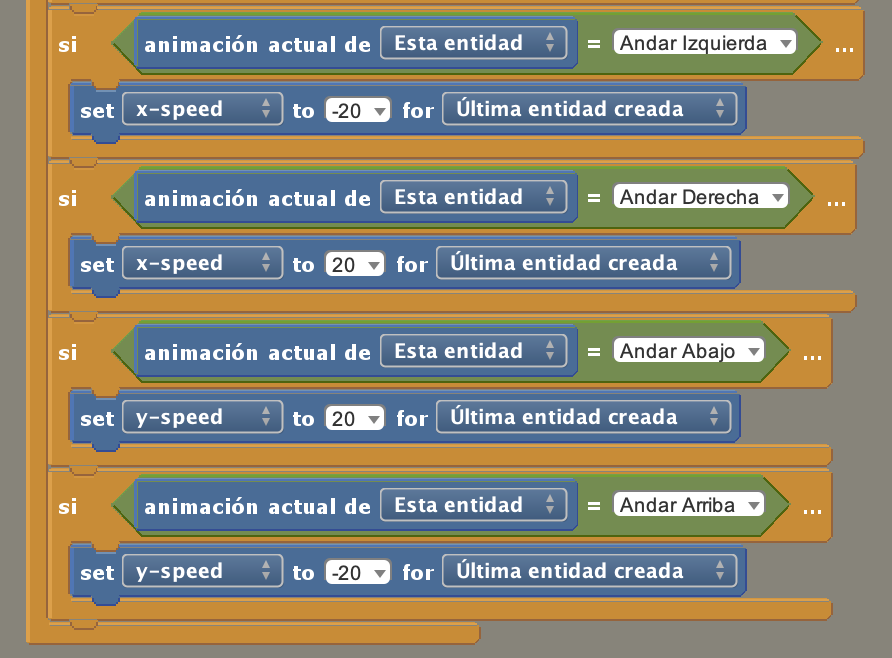 si animación actual de Esta entidad = Andar Izquierda ...
set x-speed to -20 for Última entidad creada
si animación actual de Esta entidad = Andar Derecha ...
set x-speed to 20 for Última entidad creada
si animación actual de Esta entidad = Andar Abajo ...
set y-speed to 20 for Última entidad creada
si animación actual de Esta entidad = Andar Arriba ...
set y-speed to -20 for Última entidad creada